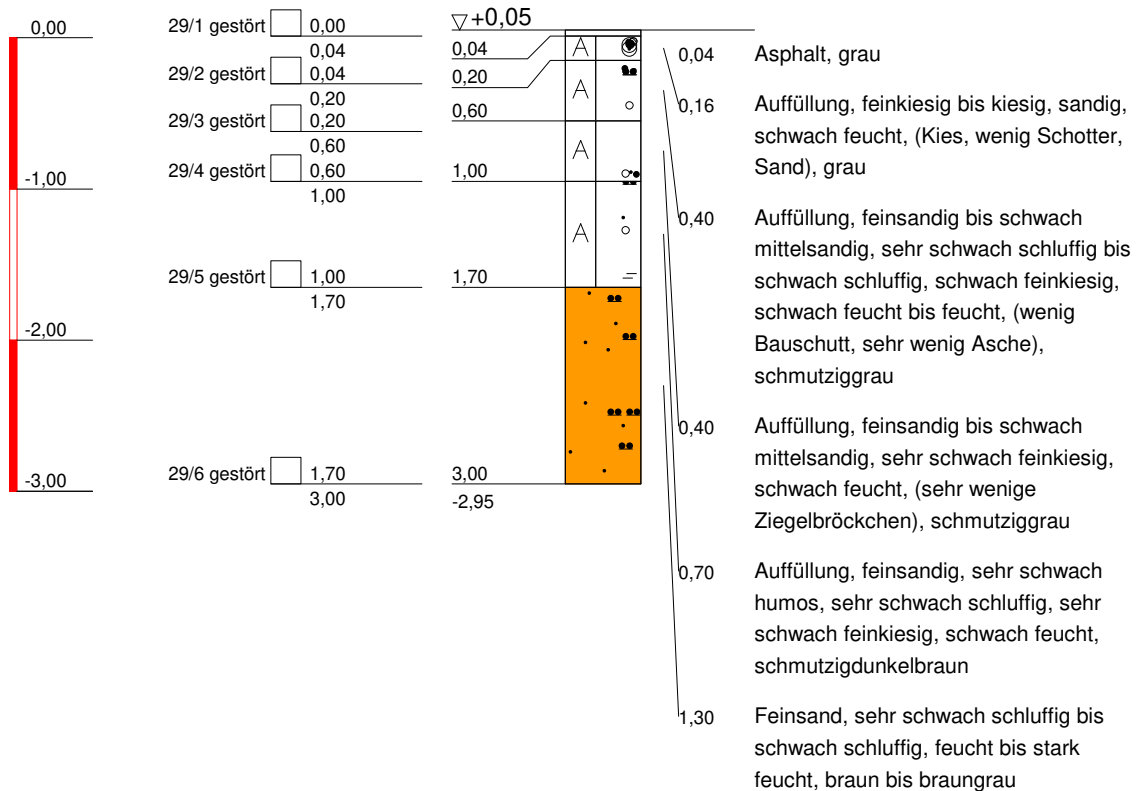 0,00
-1,00
-2,00
-3,00
29/1 gestört 0,00
0,04
29/2 gestört 0,04
0,20
29/3 gestört 0,20
0,60
29/4 gestört 0,60
1,00
29/5 gestört 1,00
1,70
29/6 gestört 1,70
3,00
+0,05
0,04
0,20
0,60
1,00
1,70
3,00
-2,95
A
A
A
A
0,04 Asphalt, grau
0,16 Auffüllung, feinkiesig bis kiesig, sandig,
schwach feucht, (Kies, wenig Schotter,
Sand), grau
0,40 Auffüllung, feinsandig bis schwach
mittelsandig, sehr schwach schluffig bis
schwach schluffig, schwach feinkiesig,
schwach feucht bis feucht, (wenig
Bauschutt, sehr wenig Asche),
schmutziggrau
0,40 Auffüllung, feinsandig bis schwach
mittelsandig, sehr schwach feinkiesig,
schwach feucht, (sehr wenige
Ziegelbröckchen), schmutziggrau
0,70 Auffüllung, feinsandig, sehr schwach
humos, sehr schwach schluffig, sehr
schwach feinkiesig, schwach feucht,
schmutzigdunkelbraun
1,30 Feinsand, sehr schwach schluffig bis
schwach schluffig, feucht bis stark
feucht, braun bis braungrau